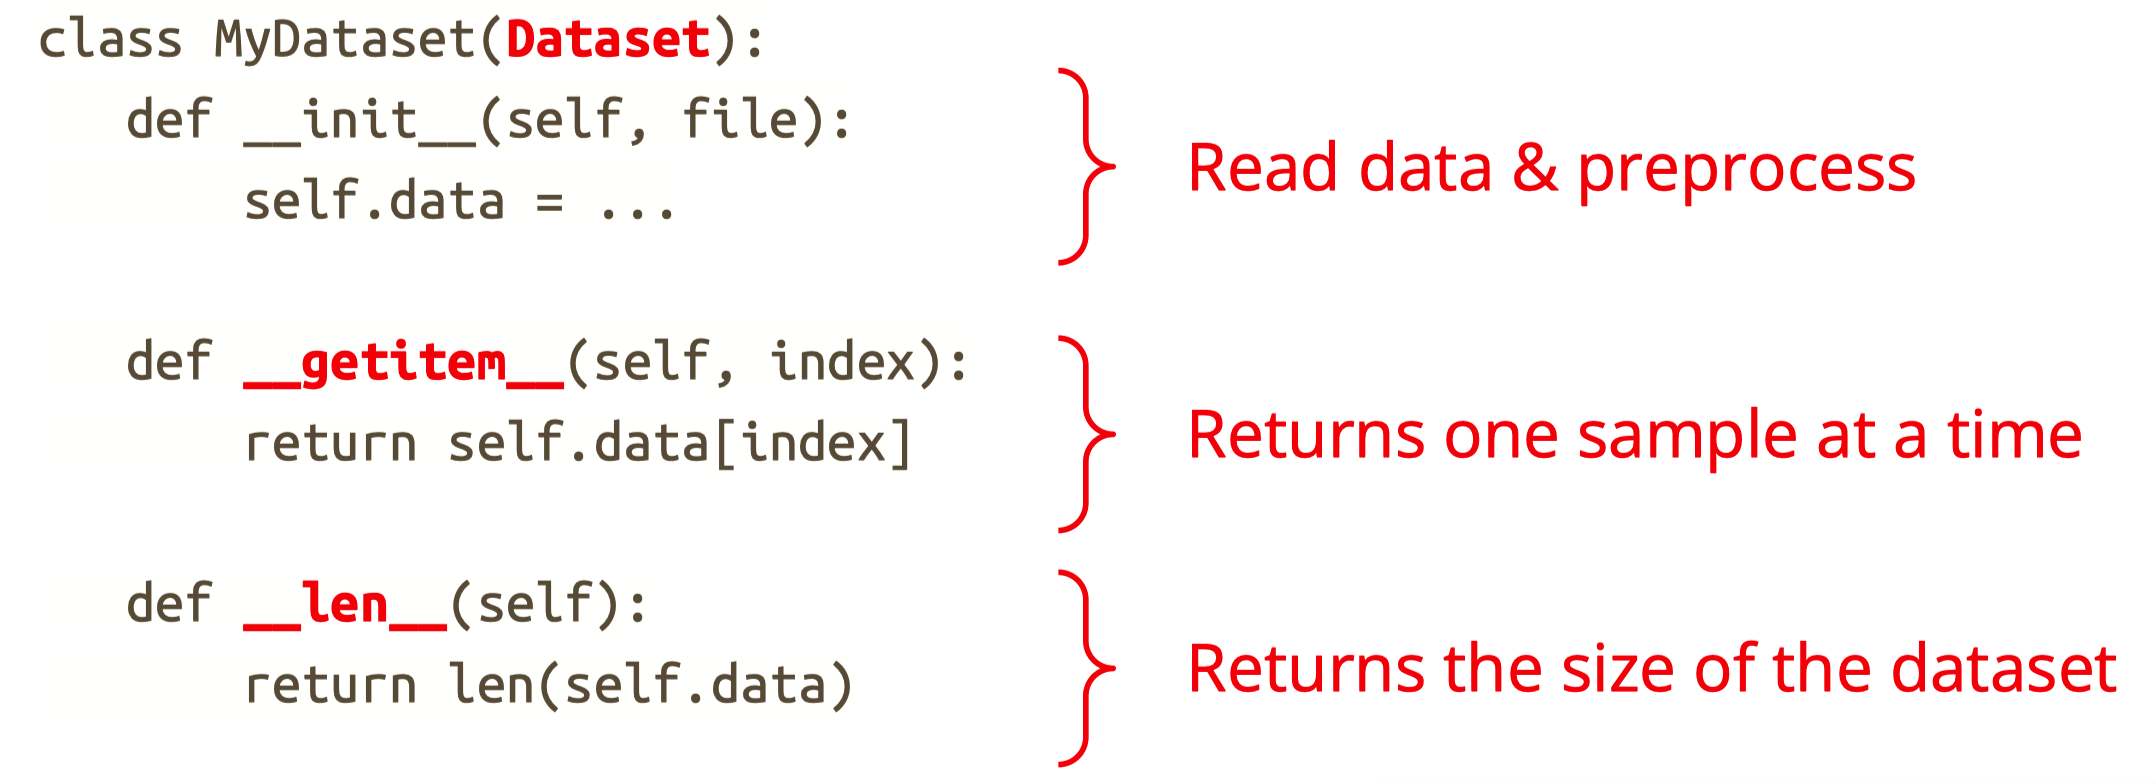 class MyDataset(Dataset):
def __init__(self, file):
self.data = ...
Read data & preprocess
def __getitem__(self, index):
return self.data[index]
Returns one sample at a time
def __len__(self):
return len(self.data)
Returns the size of the dataset